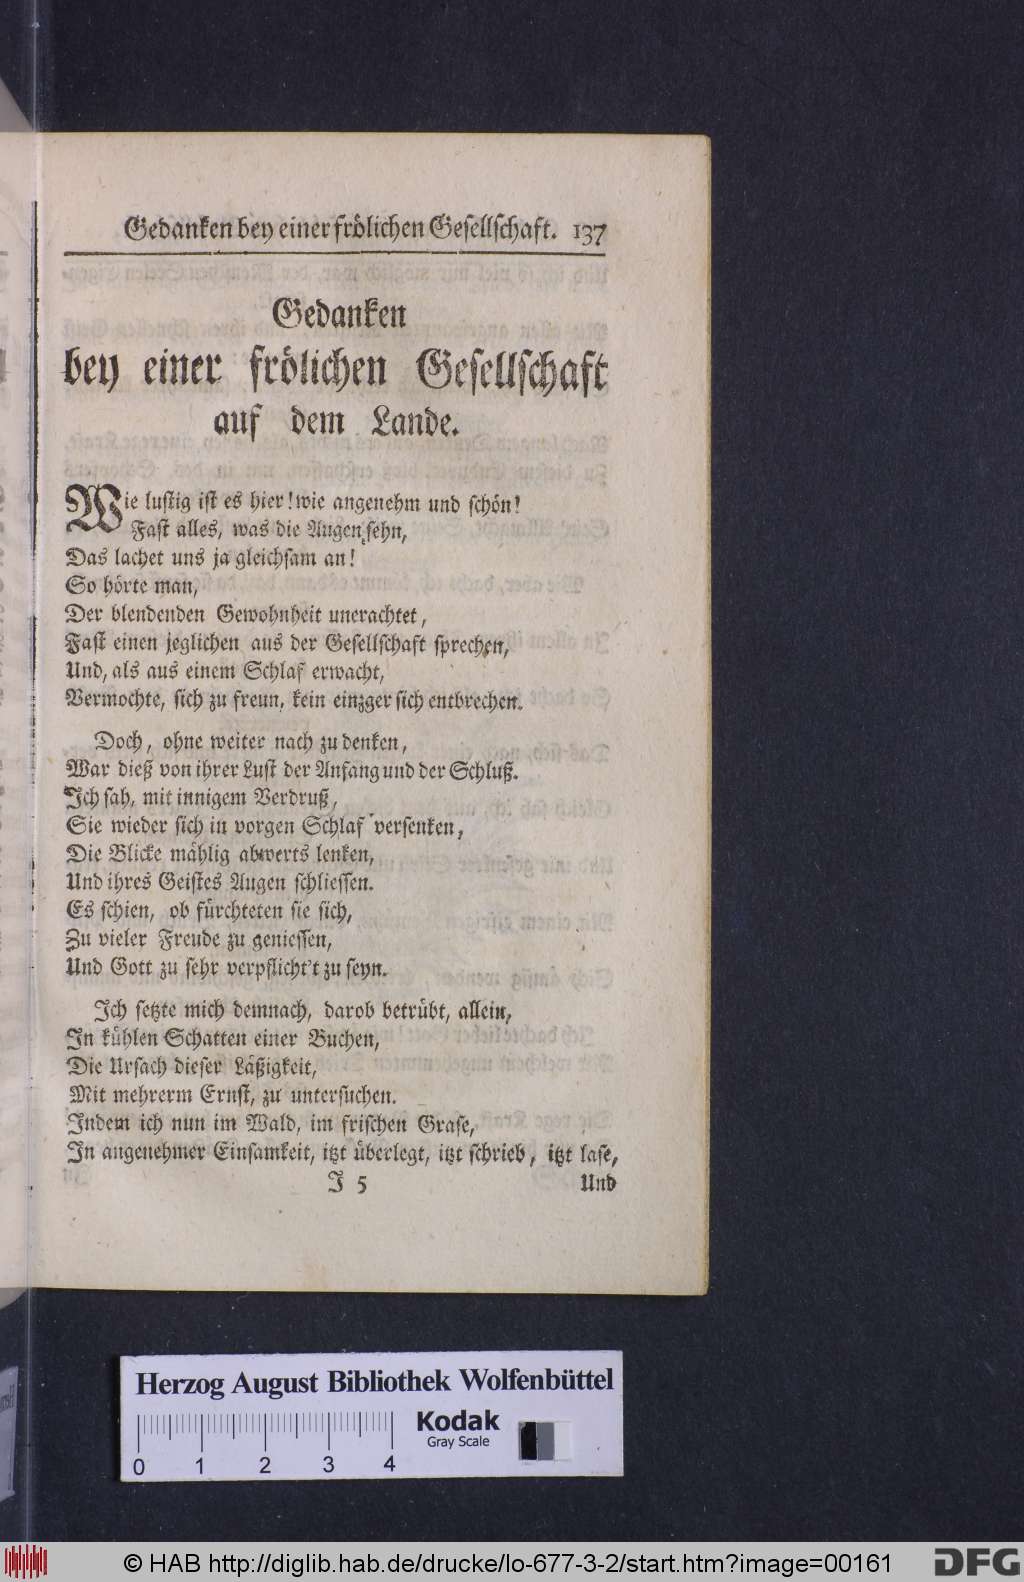 Gedanken bey einer frölichen Gesellschaft. 137
Gedanken
bey einer frölichen Gesellschaft
auf dem Lande.
Wie lustig ist es hier! wie angenehm und schön!
Fast alles, was die Augen sehn,
Das lachet uns ja gleichsam an!
So hörte man,
Der blendenden Gewohnheit unerachtet,
Fast einen jeglichen aus der Gesellschaft sprechen,
Und, als aus einem Schlaf erwacht,
Vermochte, sich zu freun, kein einzger sich entbrechen.
Doch, ohne weiter nach zu denken,
War dieß von ihrer Lust der Anfang und der Schluß.
Ich sah, mit innigem Verdruß,
Sie wieder sich in vorgen Schlaf versenken,
Die Blicke mählig abwerts lenken,
Und ihres Geistes Augen schliessen.
Es schien, ob fürchteten sie sich,
Zu vieler Freude zu geniessen,
Und Gott zu sehr verpflicht't zu seyn.
Ich setzte mich demnach, darob betrübt, allein,
In kühlen Schatten einer Buchen,
Die Ursach dieser Läßigkeit,
Mit mehrerm Ernst, zu untersuchen.
Indem ich nun im Wald, im frischen Grase,
In angenehmer Einsamkeit, itzt überlegt, itzt schrieb, itzt lase,
J 5 Und
Herzog August Bibliothek Wolfenbüttel
Kodak
Gray Scale
0 1 2 3 4
© HAB http://diglib.hab.de/drucke/lo-677-3-2/start.htm?image=00161
DFG